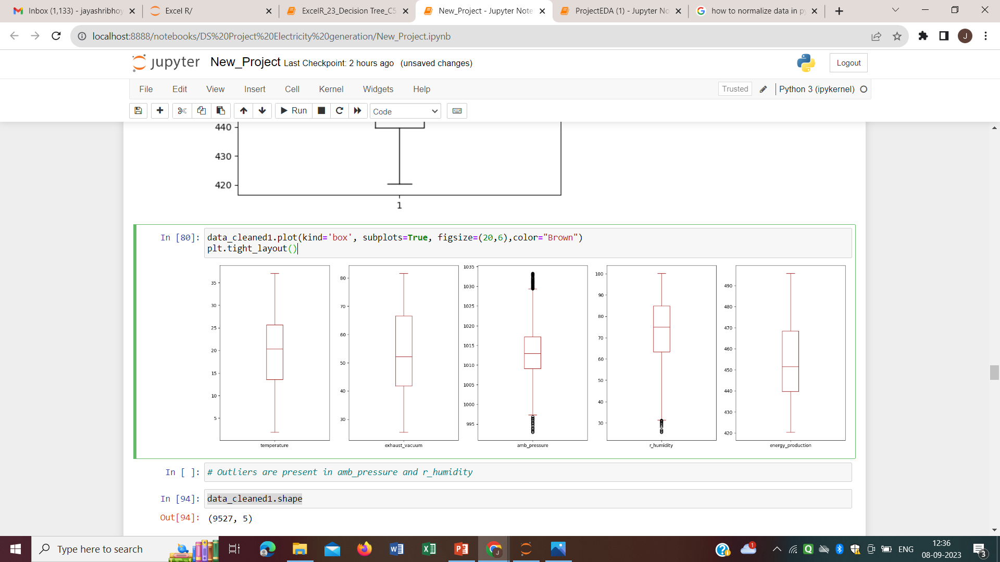 Inbox (1,133) - jayashribhoy
Excel R/
ExcelR_23_Decision Tree_C5
New_Project - Jupyter Note
ProjectEDA (1) - Jupyter No
how to normalize data in py
localhost:8888/notebooks/DS%20Project%20Electricity%20generation/New_Project.ipynb
J
jupyter New_Project Last Checkpoint: 2 hours ago (unsaved changes)
Logout
File Edit View Insert Cell Kernel Widgets Help
Trusted
Python 3 (ipykernel)
Run
Code
440
430
420
1
In [80]: data_cleaned1.plot(kind='box', subplots=True, figsize=(20,6),color="Brown")
plt.tight_layout()
35
30
25
20
15
10
5
temperature
80
70
60
50
40
30
exhaust_vacuum
1035
1030
1025
1020
1015
1010
1005
1000
995
amb_pressure
100
90
80
70
60
50
40
30
r_humidity
490
480
470
460
450
440
430
420
energy_production
In [ ]: # Outliers are present in amb_pressure and r_humidity
In [94]: data_cleaned1.shape
Out[94]: (9527, 5)
Type here to search
1
ENG
12:36
08-09-2023
3